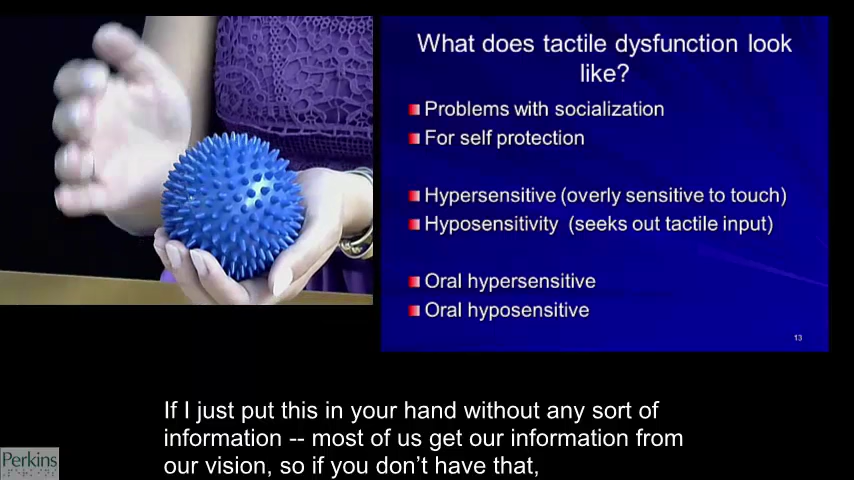 What does tactile dysfunction look
like?
Problems with socialization
For self protection
Hypersensitive (overly sensitive to touch)
Hyposensitivity (seeks out tactile input)
Oral hypersensitive
Oral hyposensitive
13
If I just put this in your hand without any sort of
information -- most of us get our information from
our vision, so if you don't have that,
Perkins